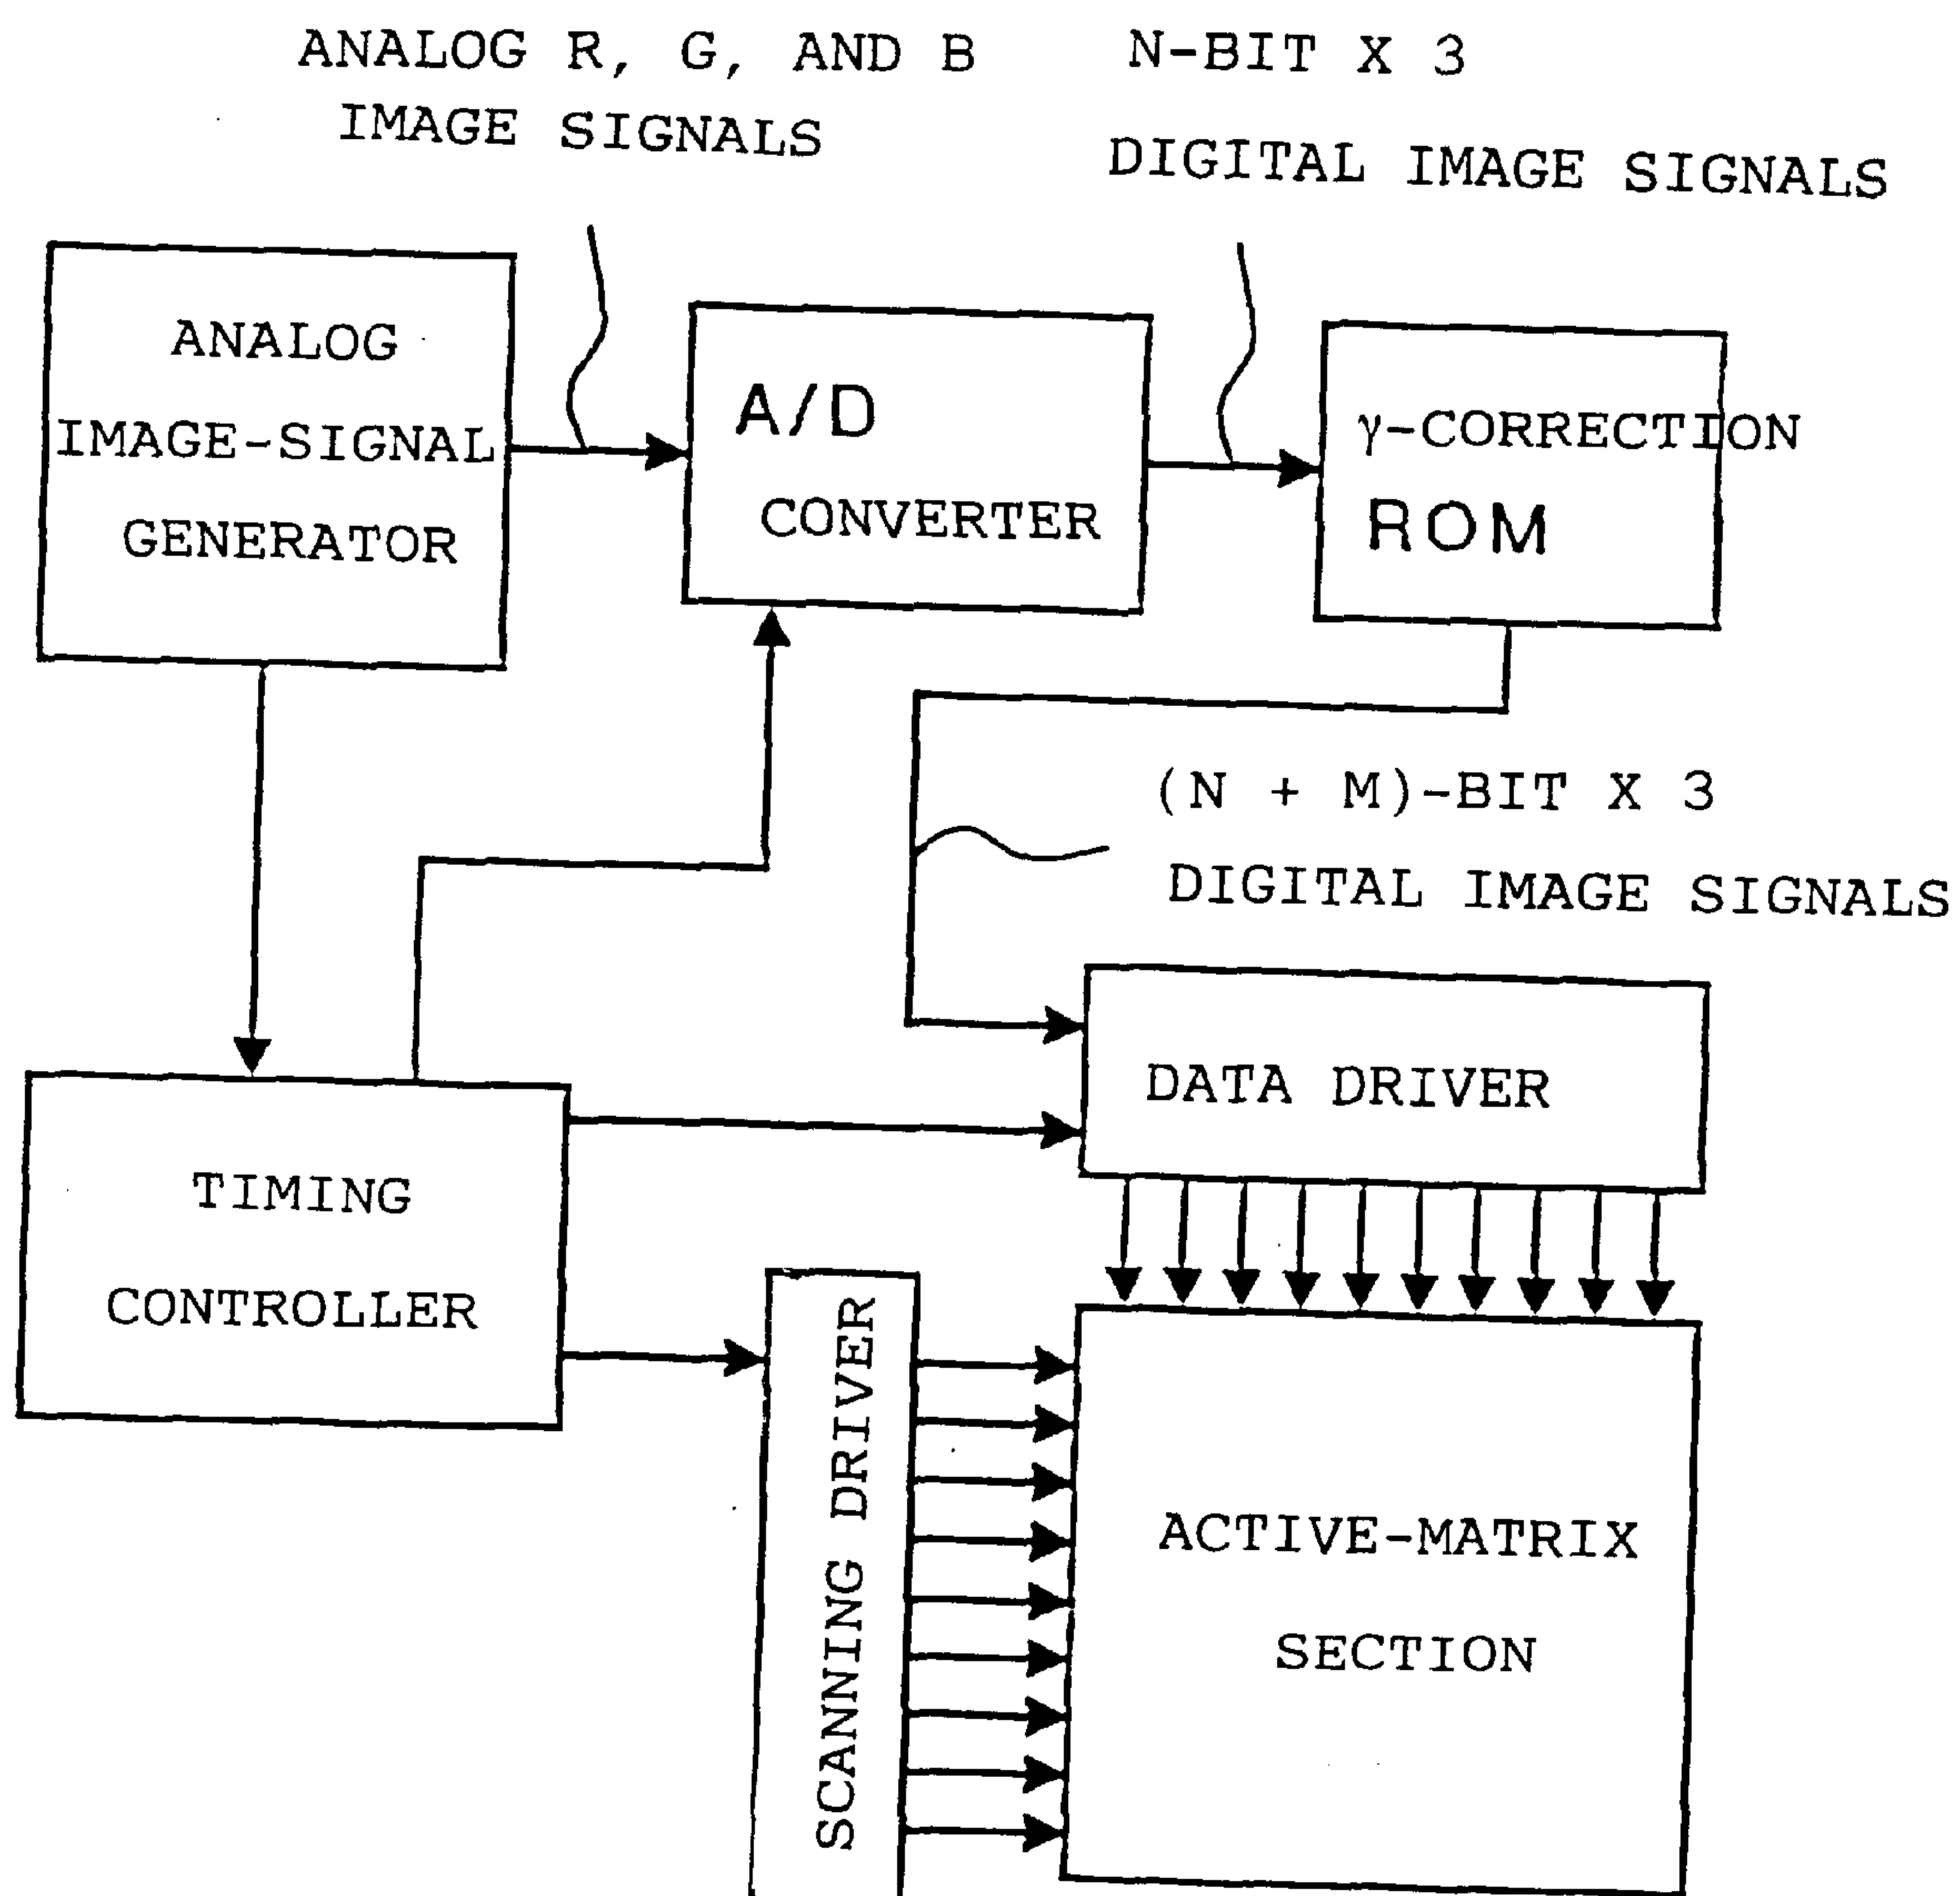 ANALOG R, G, AND B
IMAGE SIGNALS
N-BIT X 3
DIGITAL IMAGE SIGNALS
ANALOG
IMAGE-SIGNAL
GENERATOR
A/D
CONVERTER
γ-CORRECTION
ROM
(N + M)-BIT X 3
DIGITAL IMAGE SIGNALS
DATA DRIVER
TIMING
CONTROLLER
SCANNING DRIVER
ACTIVE-MATRIX
SECTION